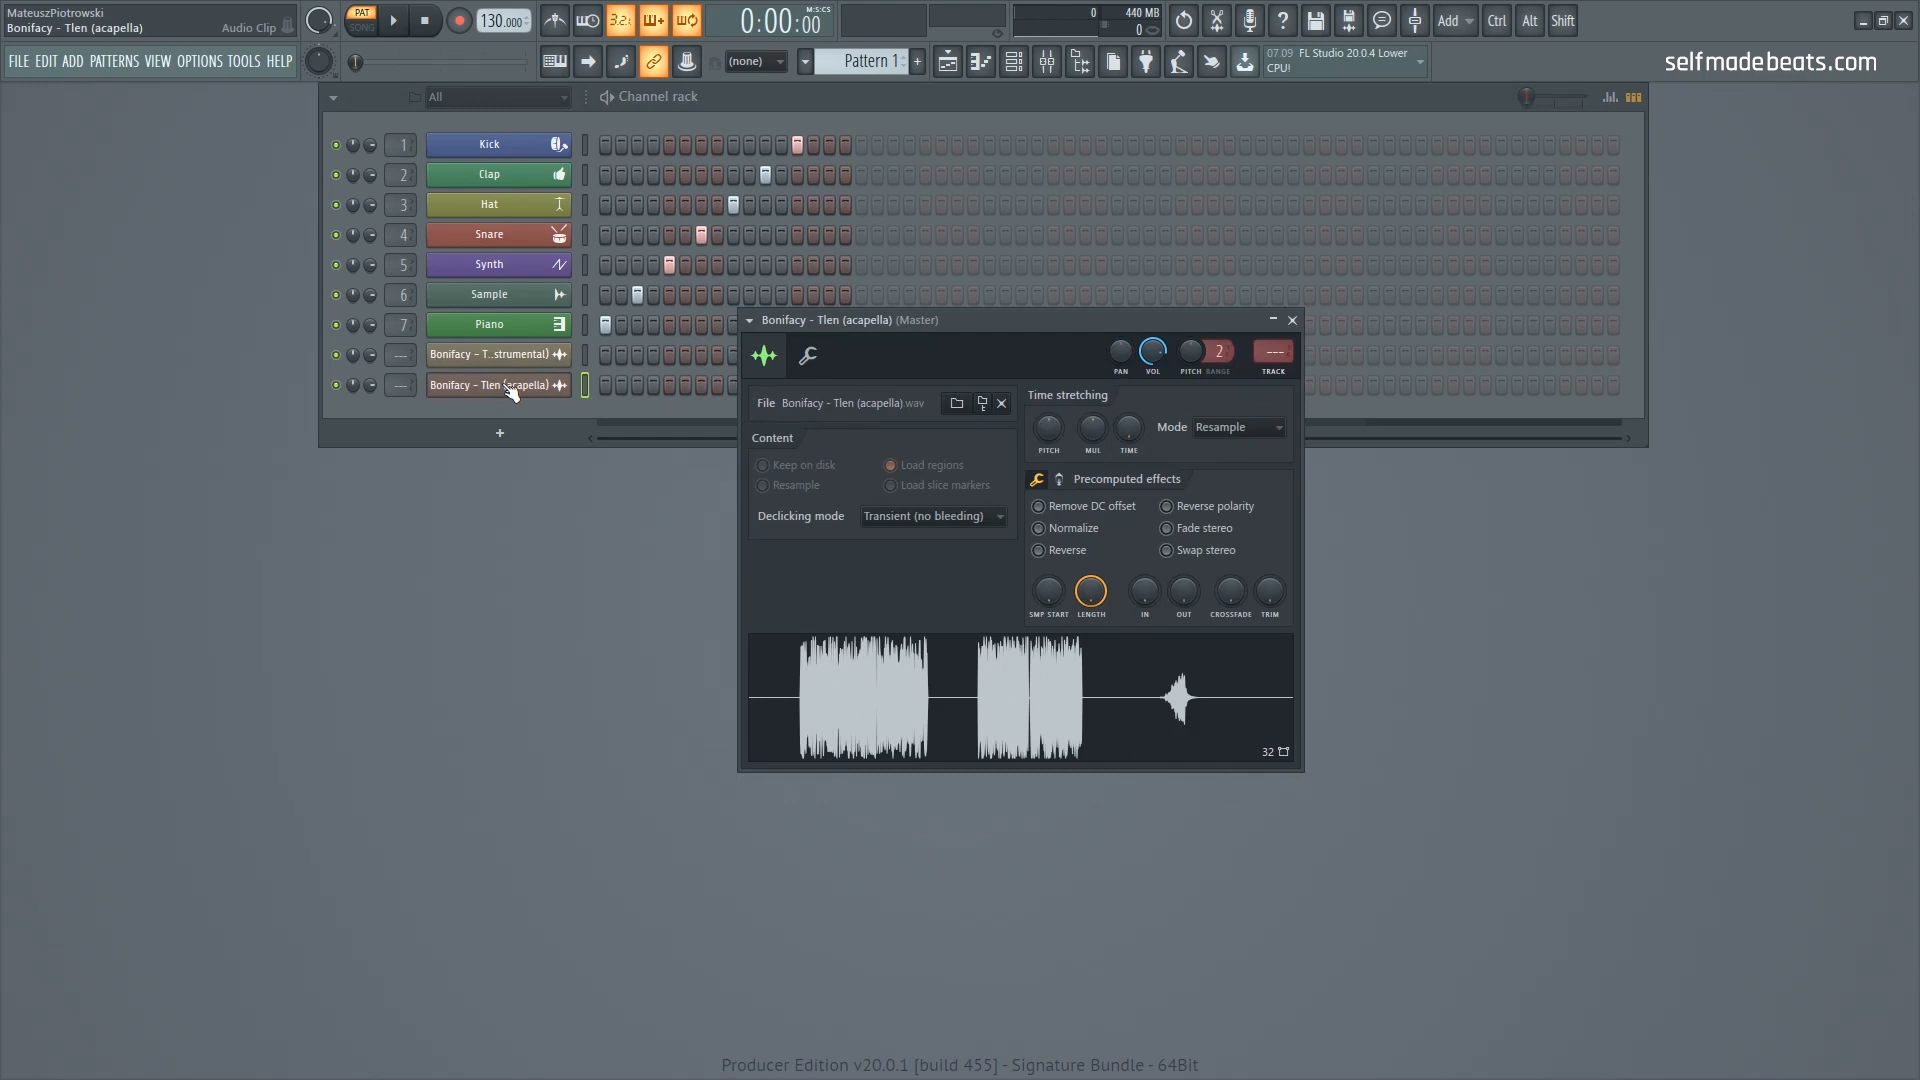 MateuszPiotrowski
Bonifacy - Tlen (acapella) Audio Clip
PAT
SONG
130.000
3.2.
M:S:CS
0:00:00
0 440 MB
0
Add
Ctrl
Alt
Shift
FILE EDIT ADD PATTERNS VIEW OPTIONS TOOLS HELP
(none)
Pattern 1
+
07.09 FL Studio 20.0.4 Lower
CPU!
selfmadebeats.com
All
Channel rack
1 Kick
2 Clap
3 Hat
4 Snare
5 Synth
6 Sample
7 Piano
--- Bonifacy - T..strumental)
--- Bonifacy - Tlen (acapella)
+
Bonifacy - Tlen (acapella) (Master)
2
---
PAN VOL PITCH RANGE TRACK
File Bonifacy - Tlen (acapella).wav
Content
Keep on disk Load regions
Resample Load slice markers
Declicking mode Transient (no bleeding)
Time stretching
Mode Resample
PITCH MUL TIME
Precomputed effects
Remove DC offset Reverse polarity
Normalize Fade stereo
Reverse Swap stereo
SMP START LENGTH IN OUT CROSSFADE TRIM
32
Producer Edition v20.0.1 [build 455] - Signature Bundle - 64Bit